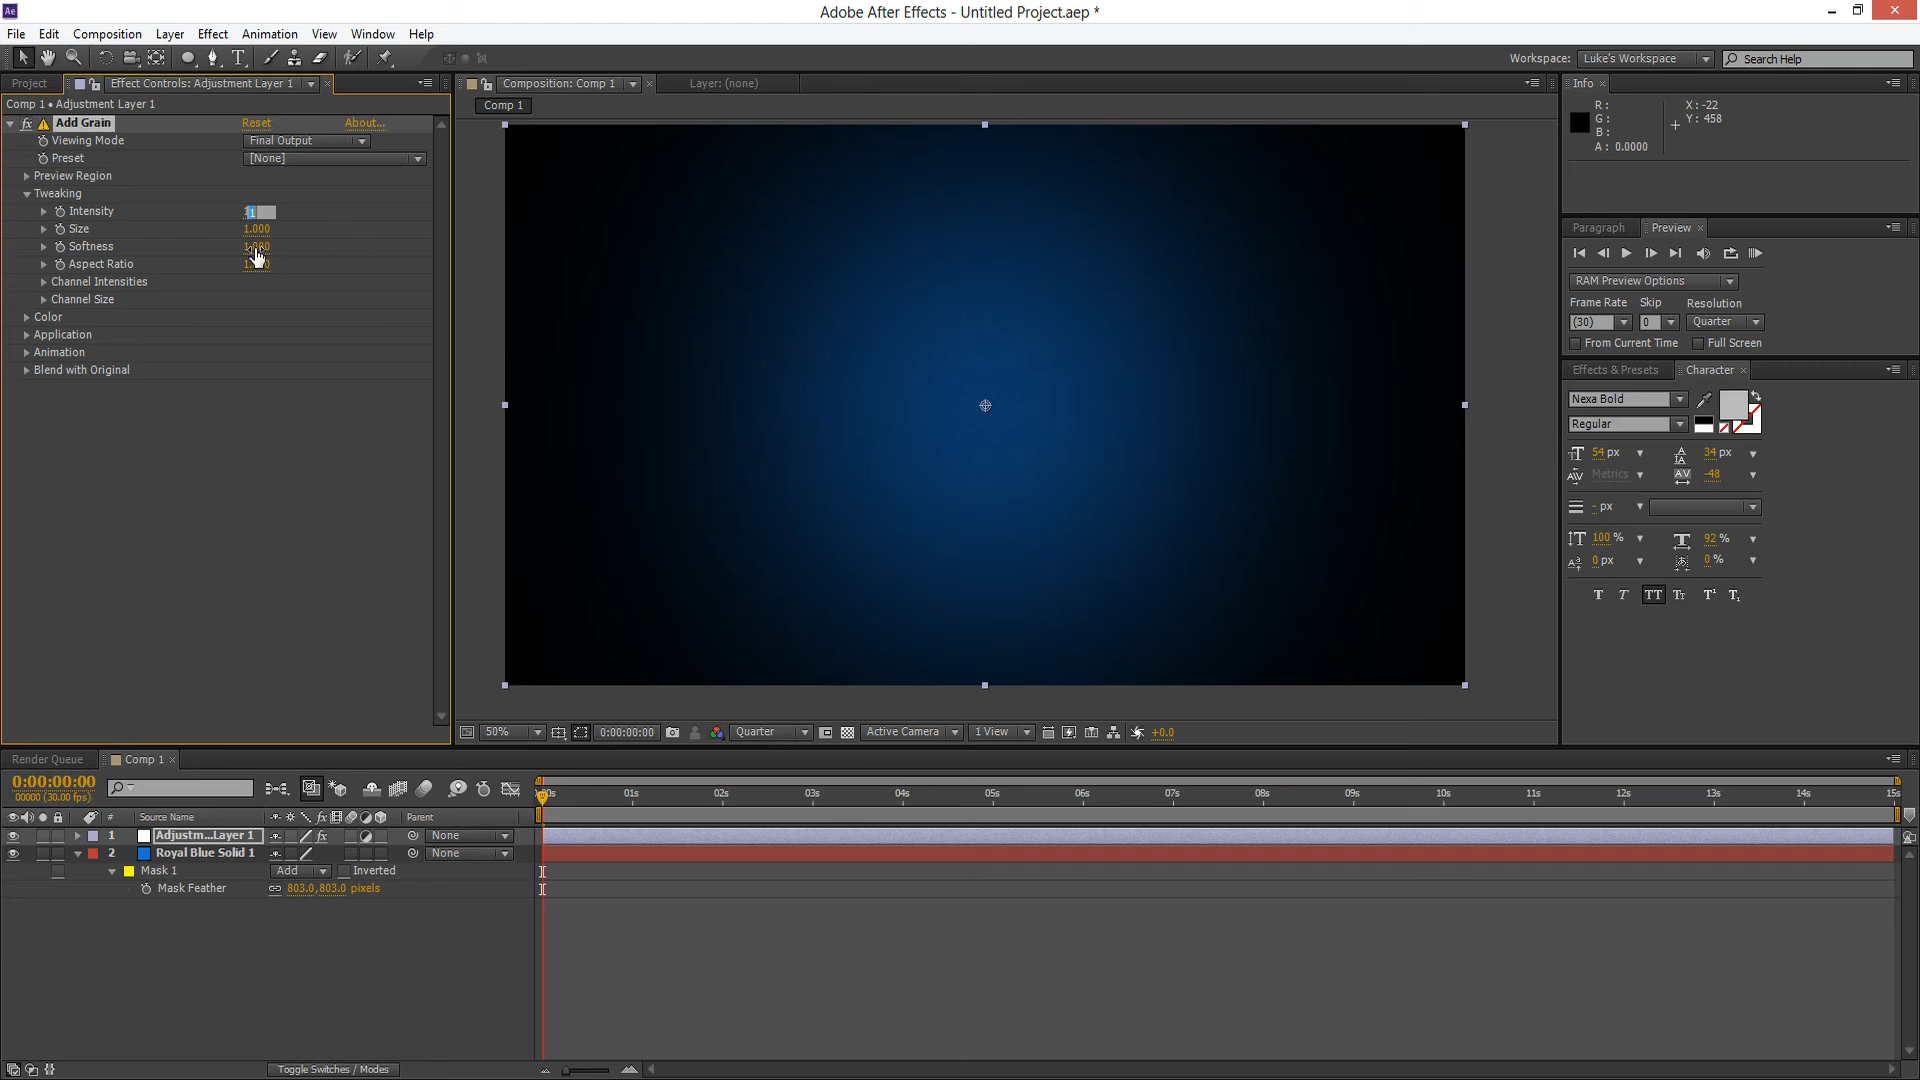 Adobe After Effects - Untitled Project.aep *
File Edit Composition Layer Effect Animation View Window Help
Workspace: Luke's Workspace Search Help
Project Effect Controls: Adjustment Layer 1
Comp 1 • Adjustment Layer 1
fx Add Grain Reset About...
Viewing Mode Final Output
Preset [None]
Preview Region
Tweaking
Intensity 1
Size 1.000
Softness
Aspect Ratio
Channel Intensities
Channel Size
Color
Application
Animation
Blend with Original
Composition: Comp 1 Layer: (none)
Comp 1
50% 0:00:00:00 Quarter Active Camera 1 View +0.0
Info
R: X: -22
G: Y: 458
B:
A: 0.0000
Paragraph Preview
RAM Preview Options
Frame Rate Skip Resolution
(30) 0 Quarter
From Current Time Full Screen
Effects & Presets Character
Nexa Bold
Regular
54 px 34 px
Metrics -48
- px
100 % 92 %
0 px 0 %
T T TT Tт T¹ T₁
Render Queue Comp 1
0:00:00:00
00000 (30.00 fps)
# Source Name fx Parent
1 Adjustm...Layer 1 fx None
2 Royal Blue Solid 1 None
Mask 1 Add Inverted
Mask Feather 803.0,803.0 pixels
:00s 01s 02s 03s 04s 05s 06s 07s 08s 09s 10s 11s 12s 13s 14s 15s
Toggle Switches / Modes